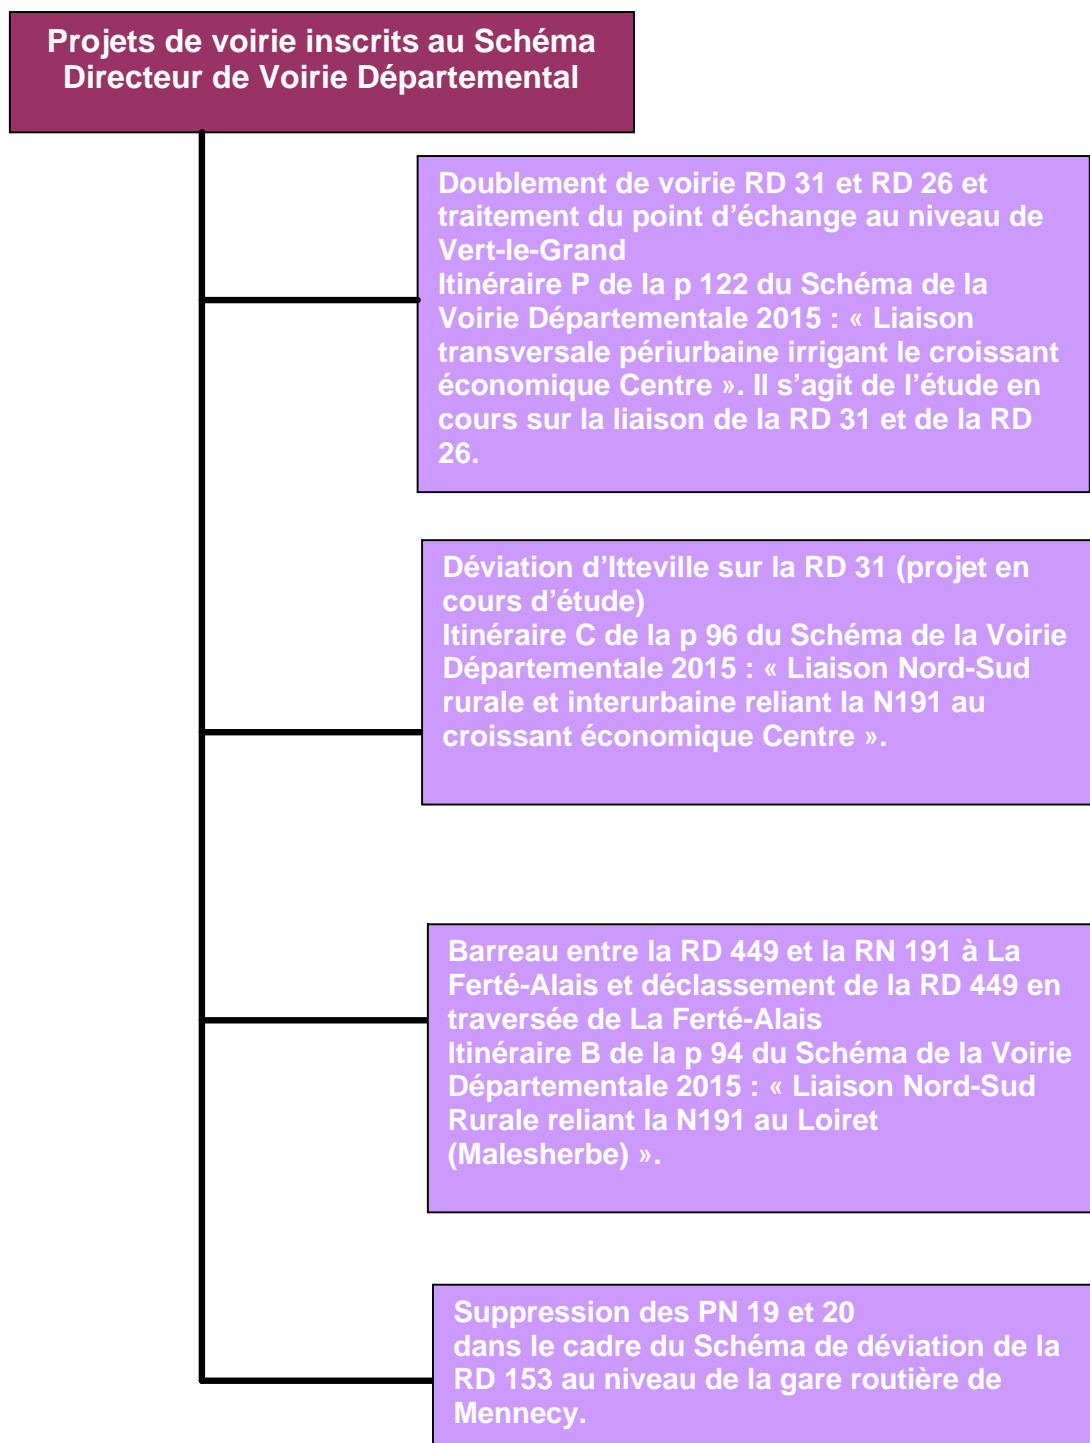 Projets de voirie inscrits au Schéma
Directeur de Voirie Départemental
Doublement de voirie RD 31 et RD 26 et
traitement du point d’échange au niveau de
Vert-le-Grand
Itinéraire P de la p 122 du Schéma de la
Voirie Départementale 2015 : « Liaison
transversale périurbaine irrigant le croissant
économique Centre ». Il s’agit de l’étude en
cours sur la liaison de la RD 31 et de la RD
26.
Déviation d’Itteville sur la RD 31 (projet en
cours d’étude)
Itinéraire C de la p 96 du Schéma de la Voirie
Départementale 2015 : « Liaison Nord-Sud
rurale et interurbaine reliant la N191 au
croissant économique Centre ».
Barreau entre la RD 449 et la RN 191 à La
Ferté-Alais et déclassement de la RD 449 en
traversée de La Ferté-Alais
Itinéraire B de la p 94 du Schéma de la Voirie
Départementale 2015 : « Liaison Nord-Sud
Rurale reliant la N191 au Loiret
(Malesherbe) ».
Suppression des PN 19 et 20
dans le cadre du Schéma de déviation de la
RD 153 au niveau de la gare routière de
Mennecy.